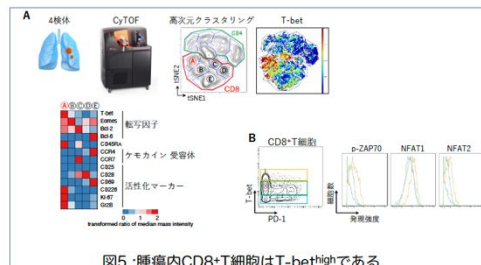 A
4検体
CyTOF
高次元クラスタリング
T-bet
CD4
A
B
C
D
E
CD8
tSNE2
tSNE1
A B C D E
T-bet
Eomes
Bcl-2
Bcl-6
CD45RA
CCR4
CCR7
CD25
CD28
CD69
CD226
Ki-67
GzB
転写因子
ケモカイン 受容体
活性化マーカー
0 1 2
transformed ratio of median mass intensity
B
CD8+T細胞
T-bet
PD-1
p-ZAP70
NFAT1
NFAT2
細胞数
発現強度
図5 :腫瘍内CD8+T細胞はT-bethighである